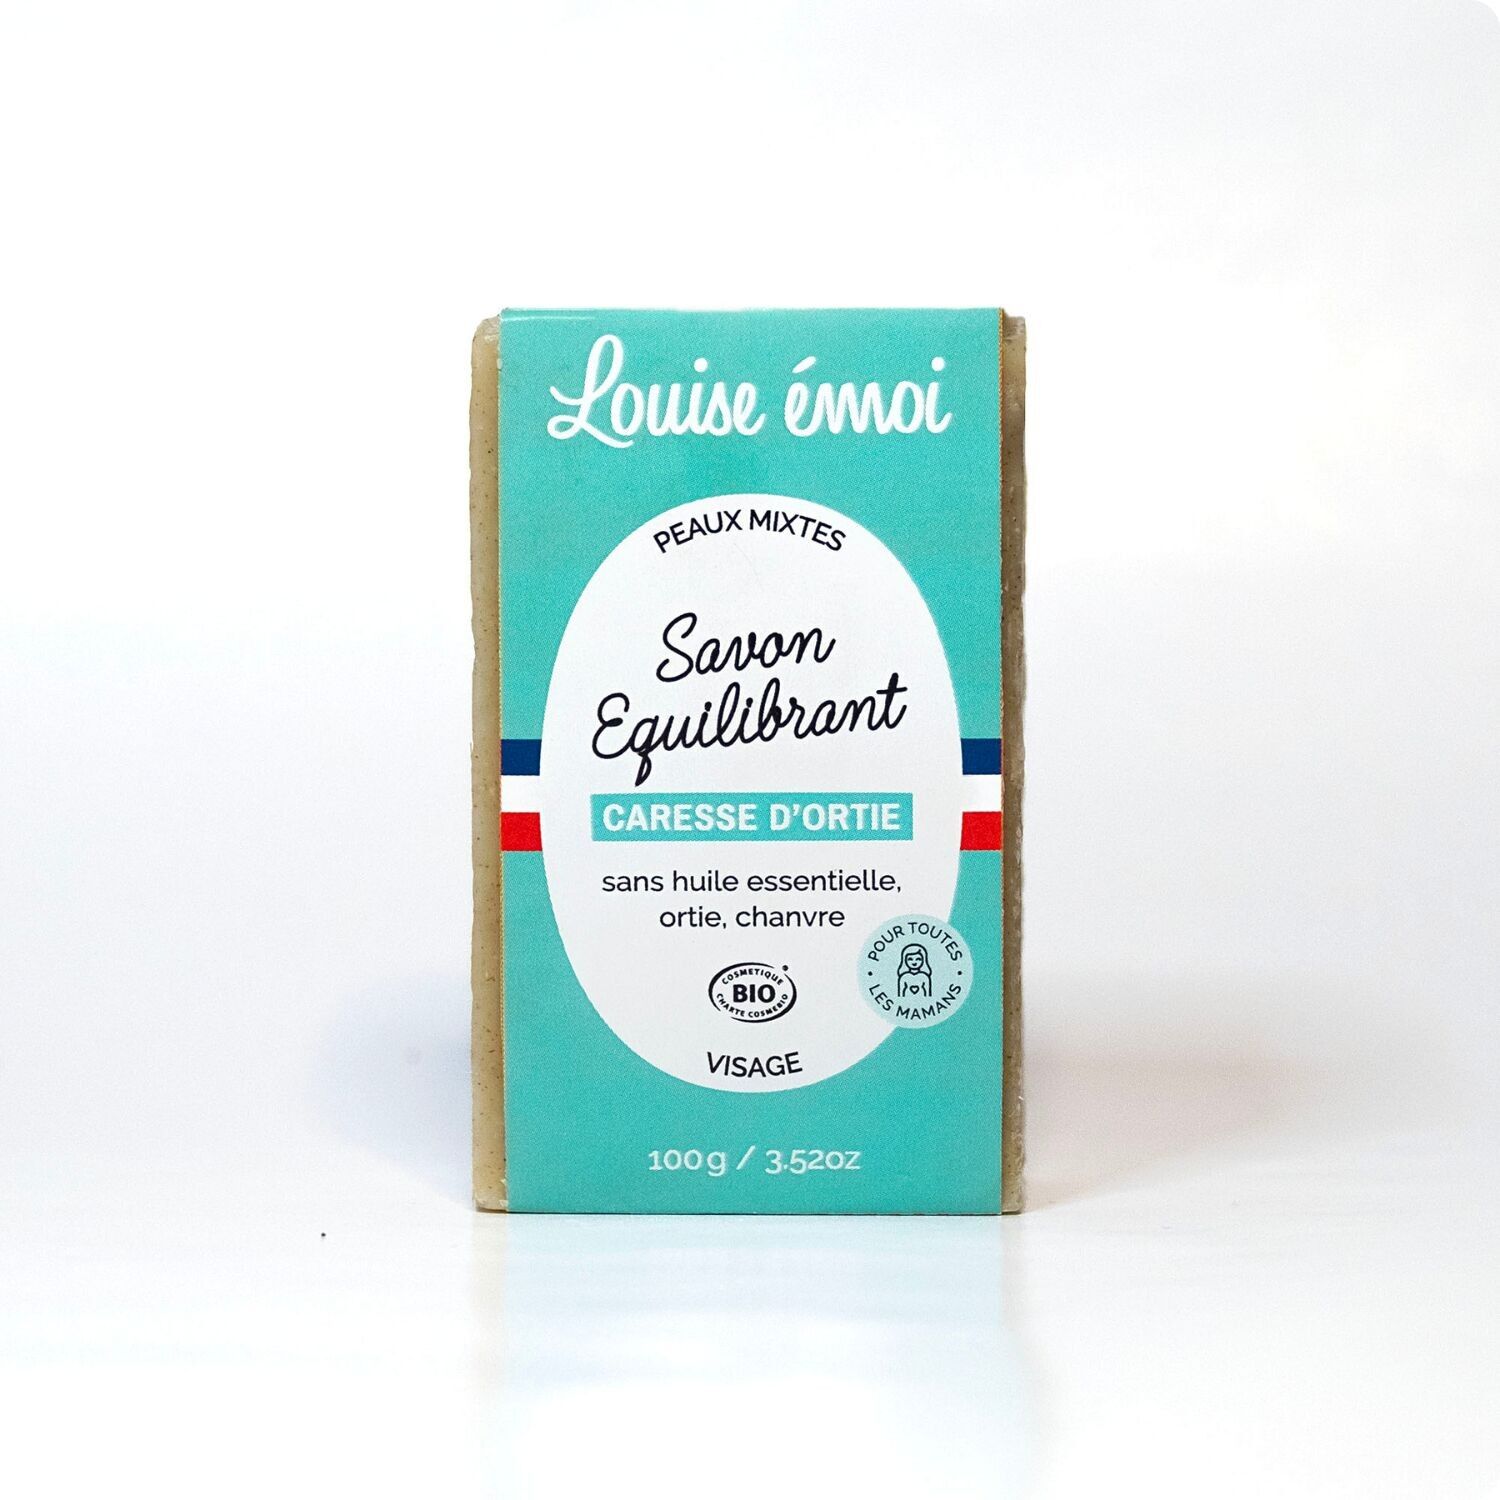 Louise émoi
PEAUX MIXTES
Savon
Equilibrant
CARESSE D'ORTIE
sans huile essentielle,
ortie, chanvre
POUR TOUTES
LES MAMANS
COSMETIQUE
BIO
CHARTE COSMEBIO
VISAGE
100g / 3.52oz